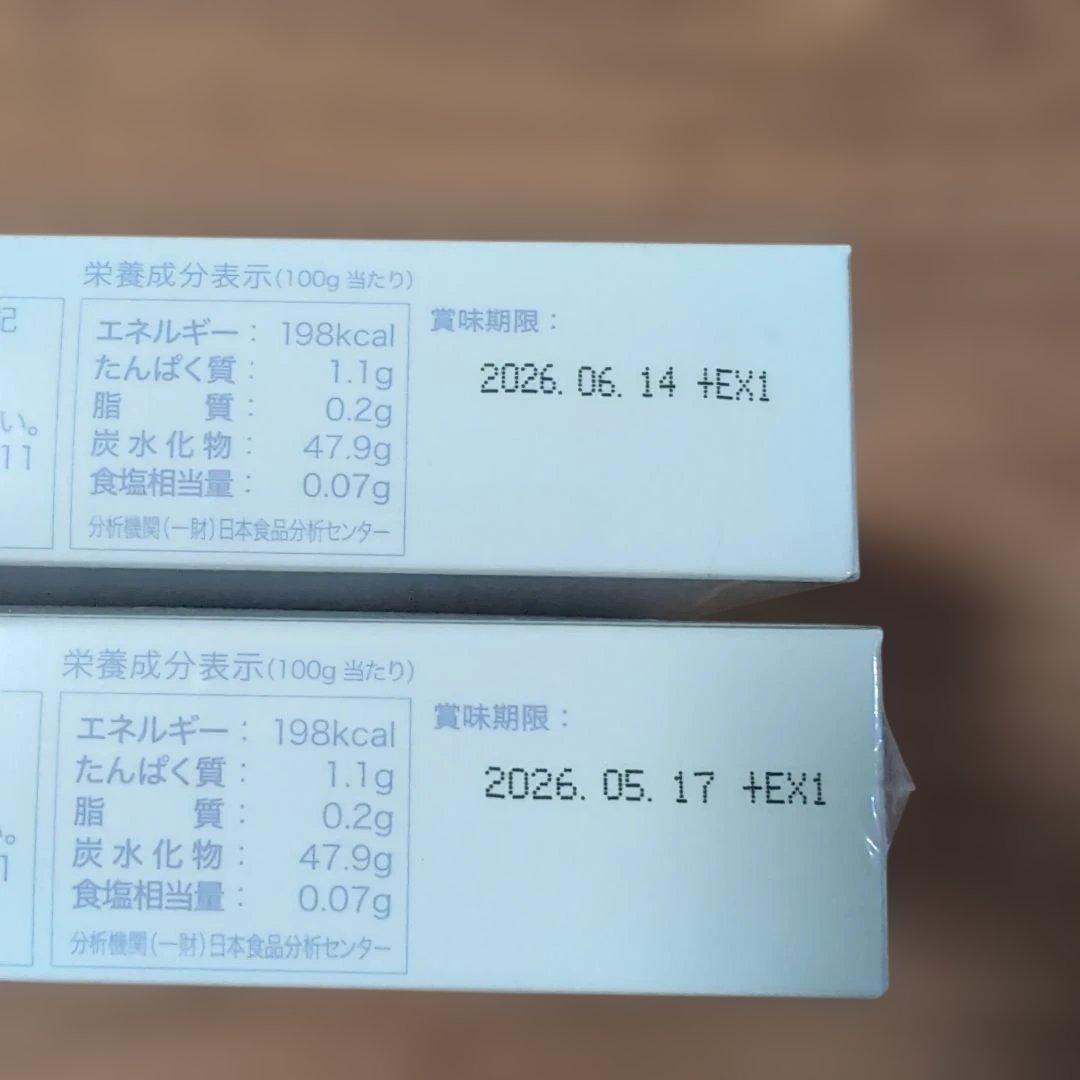 記
い。
11
栄養成分表示(100g 当たり)
エネルギー: 198kcal
たんぱく質: 1.1g
脂 質: 0.2g
炭水化物: 47.9g
食塩相当量: 0.07g
分析機関(一財)日本食品分析センター
賞味期限:
2026.06.14 +EX1
い。
1
栄養成分表示(100g 当たり)
エネルギー: 198kcal
たんぱく質: 1.1g
脂 質: 0.2g
炭水化物: 47.9g
食塩相当量: 0.07g
分析機関(一財)日本食品分析センター
賞味期限:
2026.05.17 +EX1